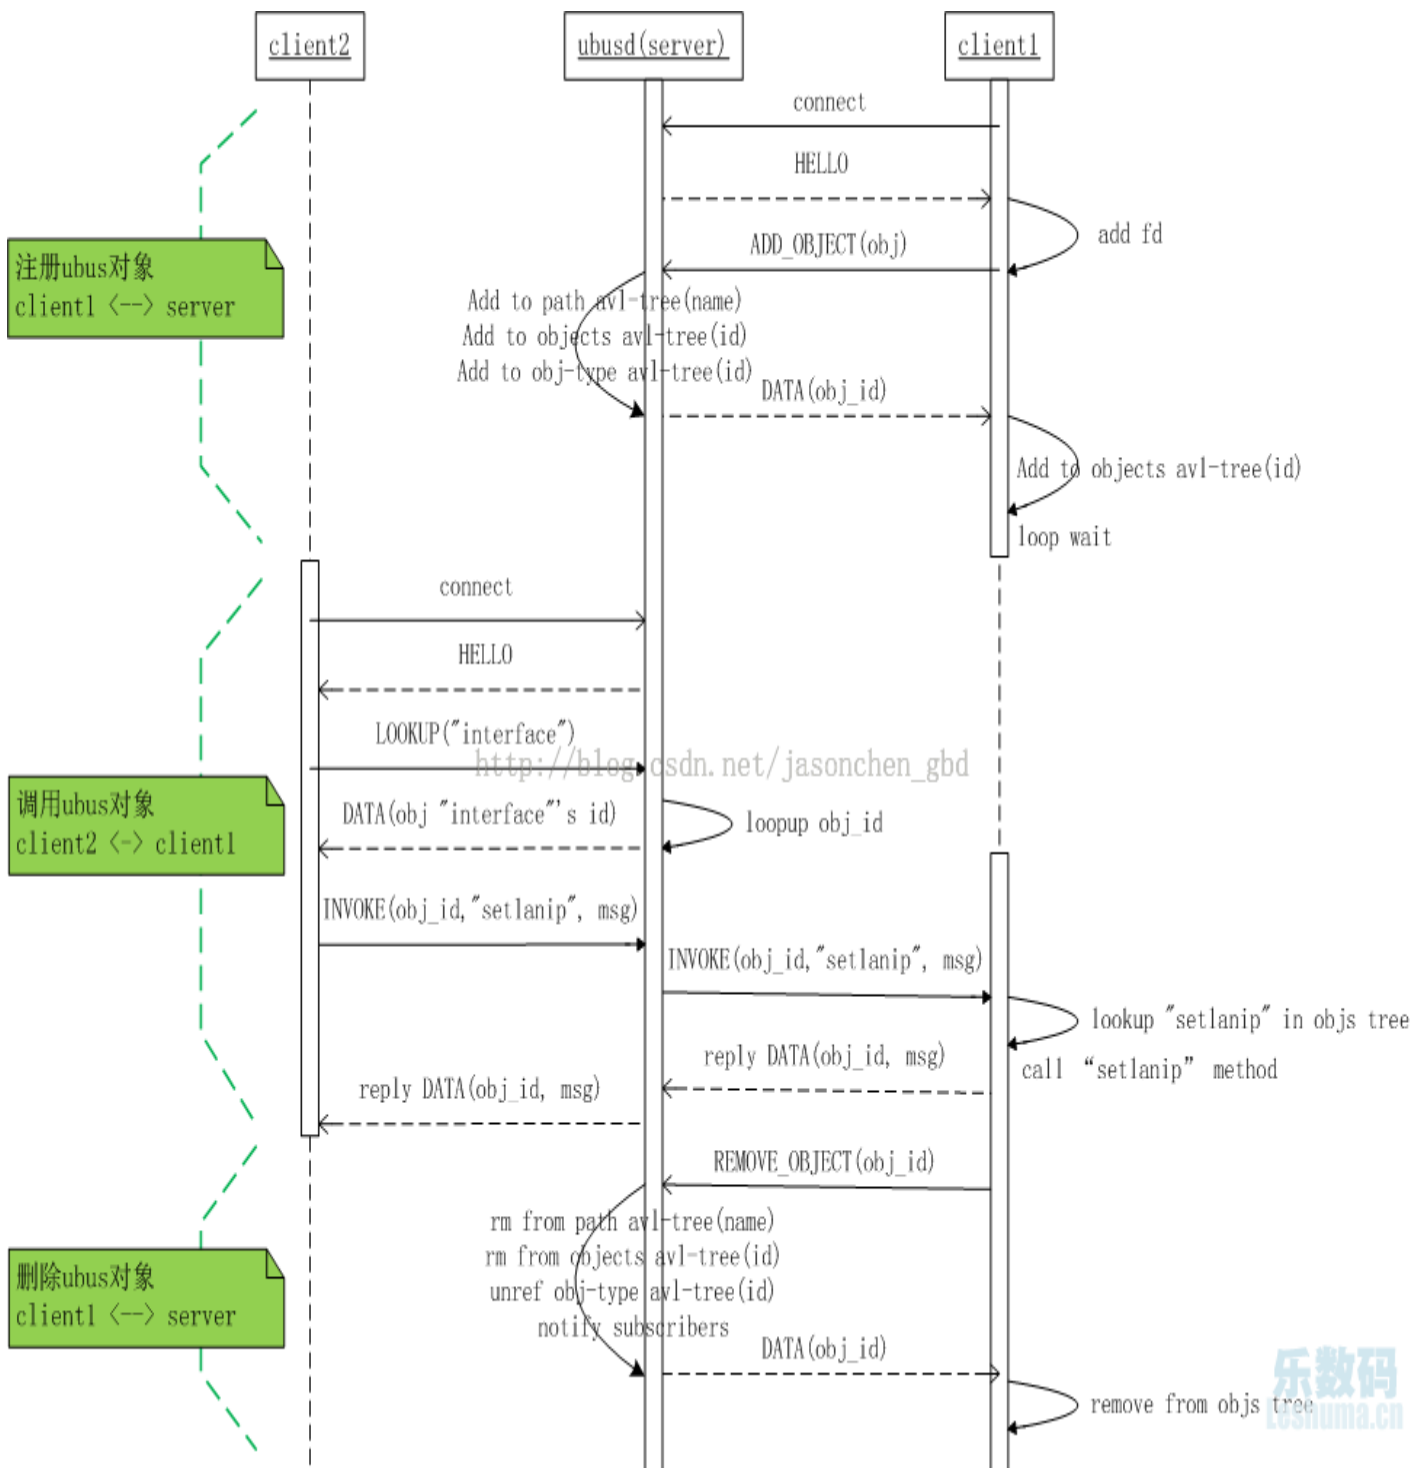 client2
ubusd(server)
client1
connect
HELLO
add fd
ADD_OBJECT(obj)
注册ubus对象
client1 <--> server
Add to path avl-tree(name)
Add to objects avl-tree(id)
Add to obj-type avl-tree(id)
DATA(obj_id)
Add to objects avl-tree(id)
loop wait
connect
HELLO
LOOKUP("interface")
http://blog.csdn.net/jasonchen_gbd
调用ubus对象
client2 <-> client1
DATA(obj "interface"'s id)
loopup obj_id
INVOKE(obj_id,"setlanip", msg)
INVOKE(obj_id,"setlanip", msg)
lookup "setlanip" in objs tree
call “setlanip” method
reply DATA(obj_id, msg)
reply DATA(obj_id, msg)
REMOVE_OBJECT(obj_id)
rm from path avl-tree(name)
rm from objects avl-tree(id)
unref obj-type avl-tree(id)
notify subscribers
删除ubus对象
client1 <--> server
DATA(obj_id)
remove from objs tree
乐数码
Leshuma.cn